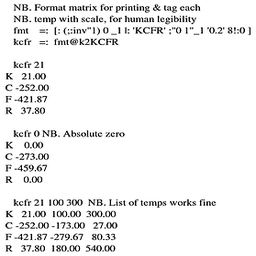 NB. Format matrix for printing & tag each
NB. temp with scale, for human legibility
fmt =: [: (;:inv"1) 0 _1 |: 'KCFR' ;"0 1"_1 '0.2' 8!:0 ]
kcfr =: fmt@k2KCFR
kcfr 21
K 21.00
C -252.00
F -421.87
R 37.80
kcfr 0 NB. Absolute zero
K 0.00
C -273.00
F -459.67
R 0.00
kcfr 21 100 300 NB. List of temps works fine
K 21.00 100.00 300.00
C -252.00 -173.00 27.00
F -421.87 -279.67 80.33
R 37.80 180.00 540.00